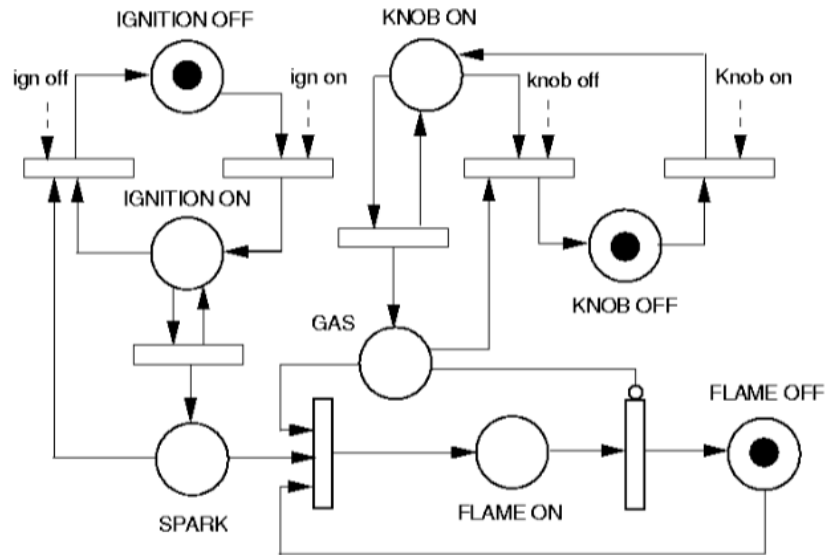 IGNITION OFF
KNOB ON
ign off
ign on
knob off
Knob on
IGNITION ON
KNOB OFF
GAS
FLAME OFF
SPARK
FLAME ON